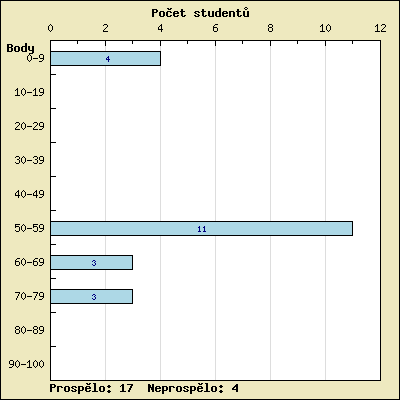 Počet studentů
0 2 4 6 8 10 12
Body
0-9 4
10-19
20-29
30-39
40-49
50-59 11
60-69 3
70-79 3
80-89
90-100
Prospělo: 17 Neprospělo: 4